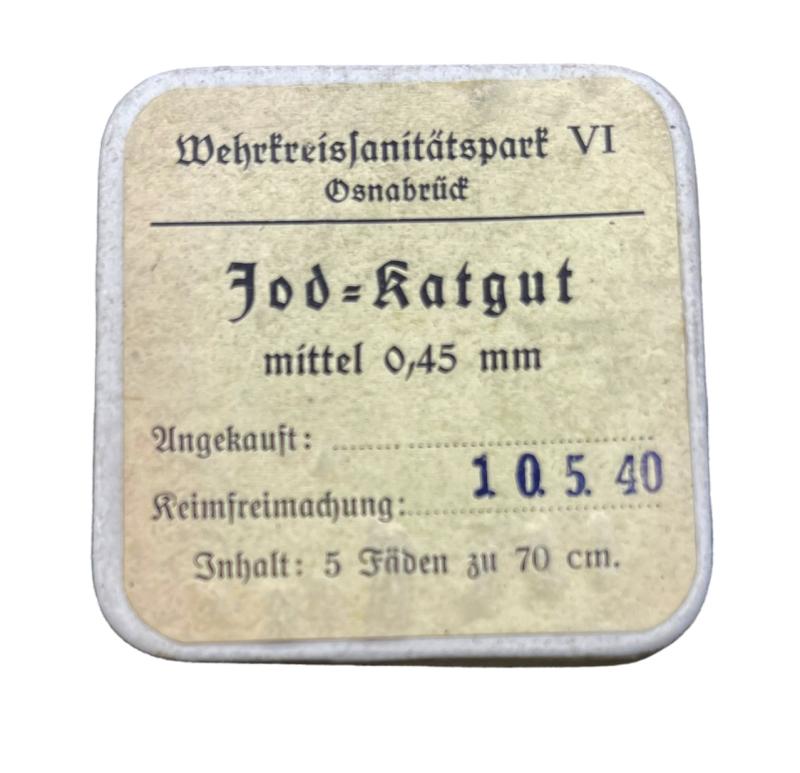 Wehrkreissanitätspark VI
Osnabrück
Jod-Katgut
mittel 0,45 mm
Angekauft:
Keimfreimachung: 10.5.40
Inhalt: 5 Fäden zu 70 cm.